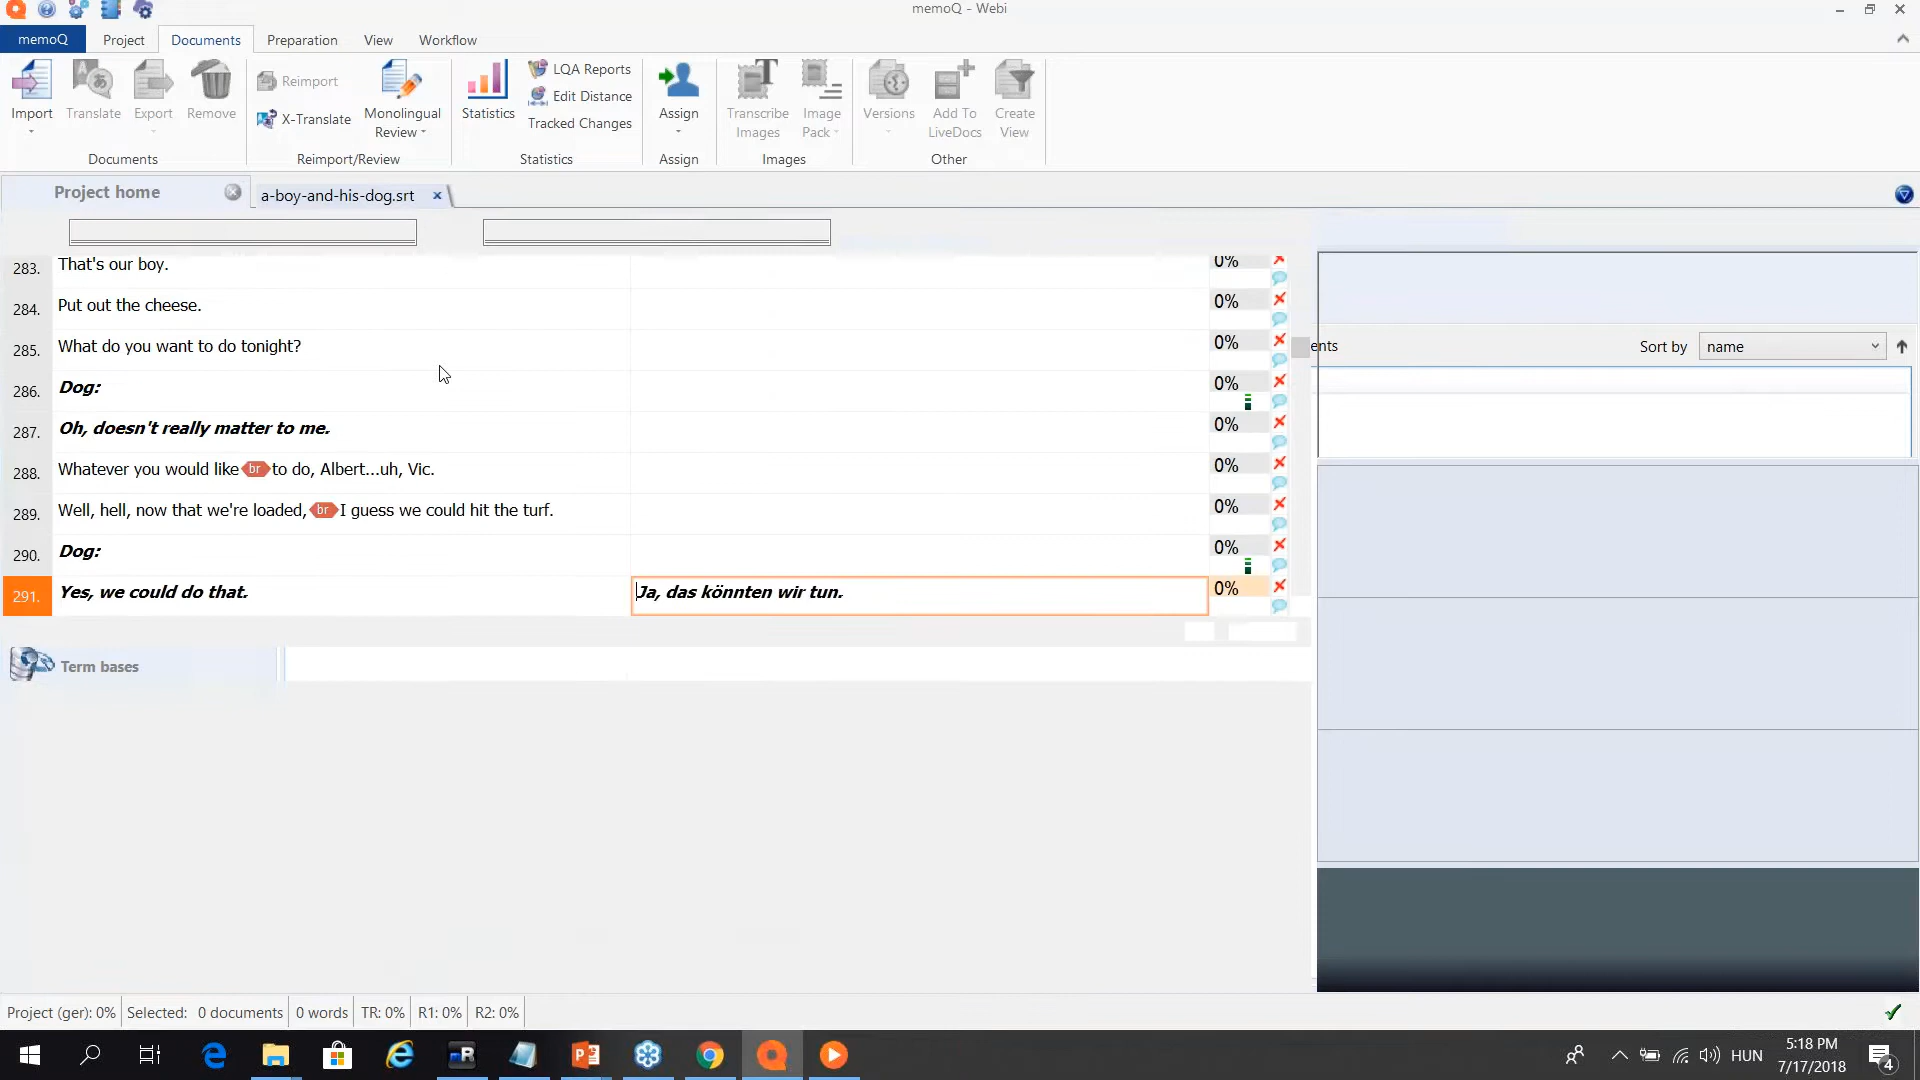 memoQ - Webi
memoQ Project Documents Preparation View Workflow
Import Translate Export Remove
Documents
Reimport
X-Translate
Monolingual Review
Reimport/Review
Statistics
LQA Reports
Edit Distance
Tracked Changes
Statistics
Assign
Assign
Transcribe Images
Image Pack
Images
Versions
Add To LiveDocs
Create View
Other
Project home a-boy-and-his-dog.srt
283. That's our boy. 0%
284. Put out the cheese. 0%
285. What do you want to do tonight? 0%
286. Dog: 0%
287. Oh, doesn't really matter to me. 0%
288. Whatever you would like br to do, Albert...uh, Vic. 0%
289. Well, hell, now that we're loaded, br I guess we could hit the turf. 0%
290. Dog: 0%
291. Yes, we could do that. Ja, das könnten wir tun. 0%
ents Sort by name
Term bases
Project (ger): 0% Selected: 0 documents 0 words TR: 0% R1: 0% R2: 0%
HUN
5:18 PM
7/17/2018
4